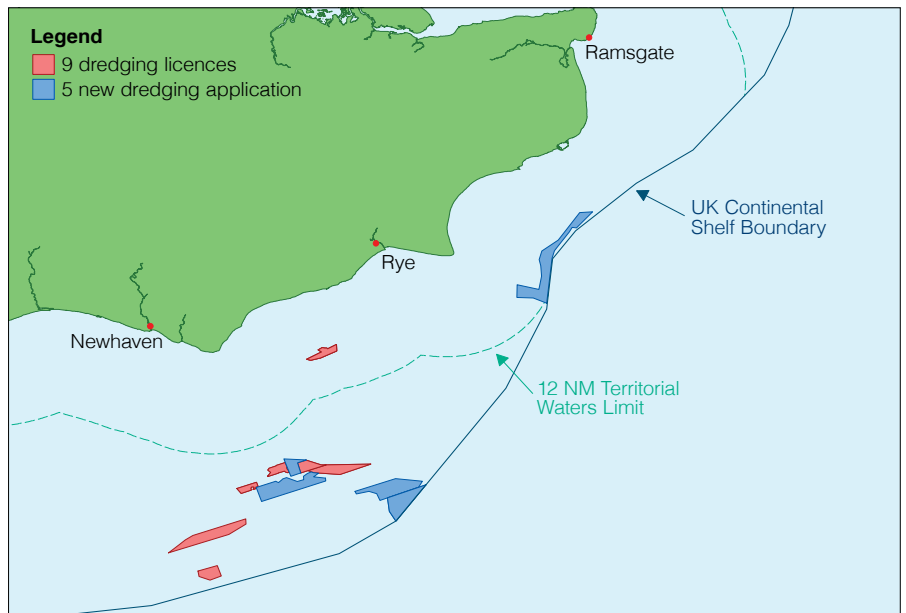 Legend
9 dredging licences
5 new dredging application
Ramsgate
UK Continental
Shelf Boundary
Rye
Newhaven
12 NM Territorial
Waters Limit